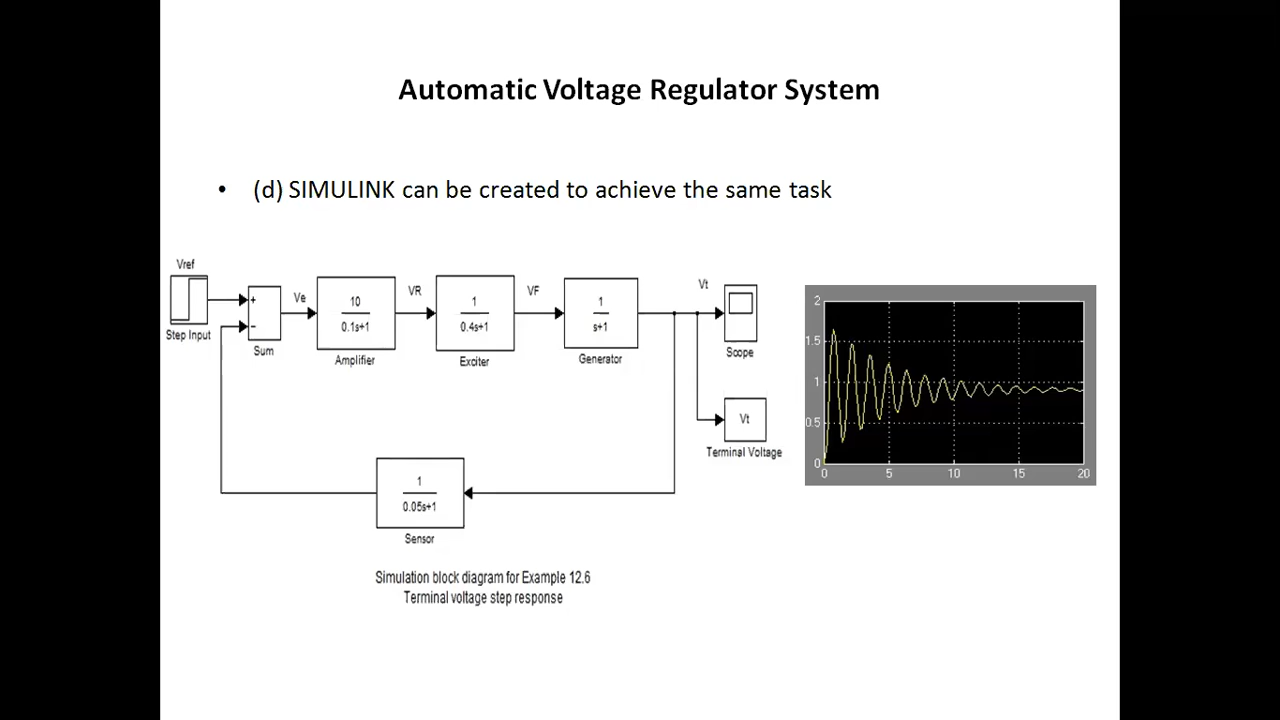 Automatic Voltage Regulator System
• (d) SIMULINK can be created to achieve the same task
Vref
Step Input
+
−
Sum
Ve
10
0.1s+1
Amplifier
VR
1
0.4s+1
Exciter
VF
1
s+1
Generator
Vt
Scope
Vt
Terminal Voltage
1
0.05s+1
Sensor
Simulation block diagram for Example 12.6
Terminal voltage step response
2
1.5
1
0.5
0
0 5 10 15 20